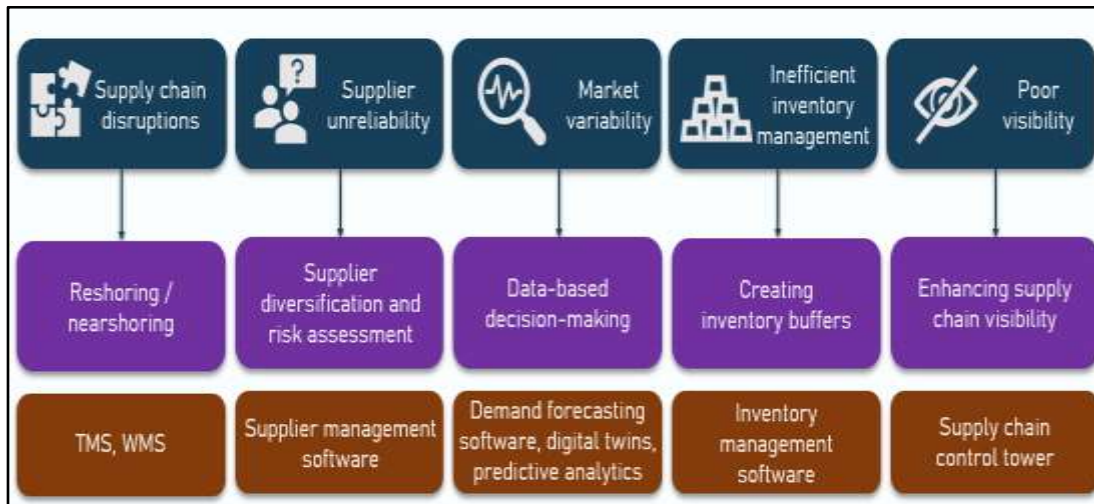 Supply chain
disruptions
?
Supplier
unreliability
Market
variability
Inefficient
inventory
management
Poor
visibility
Reshoring /
nearshoring
Supplier
diversification and
risk assessment
Data-based
decision-making
Creating
inventory buffers
Enhancing supply
chain visibility
TMS, WMS
Supplier management
software
Demand forecasting
software, digital twins,
predictive analytics
Inventory
management
software
Supply chain
control tower